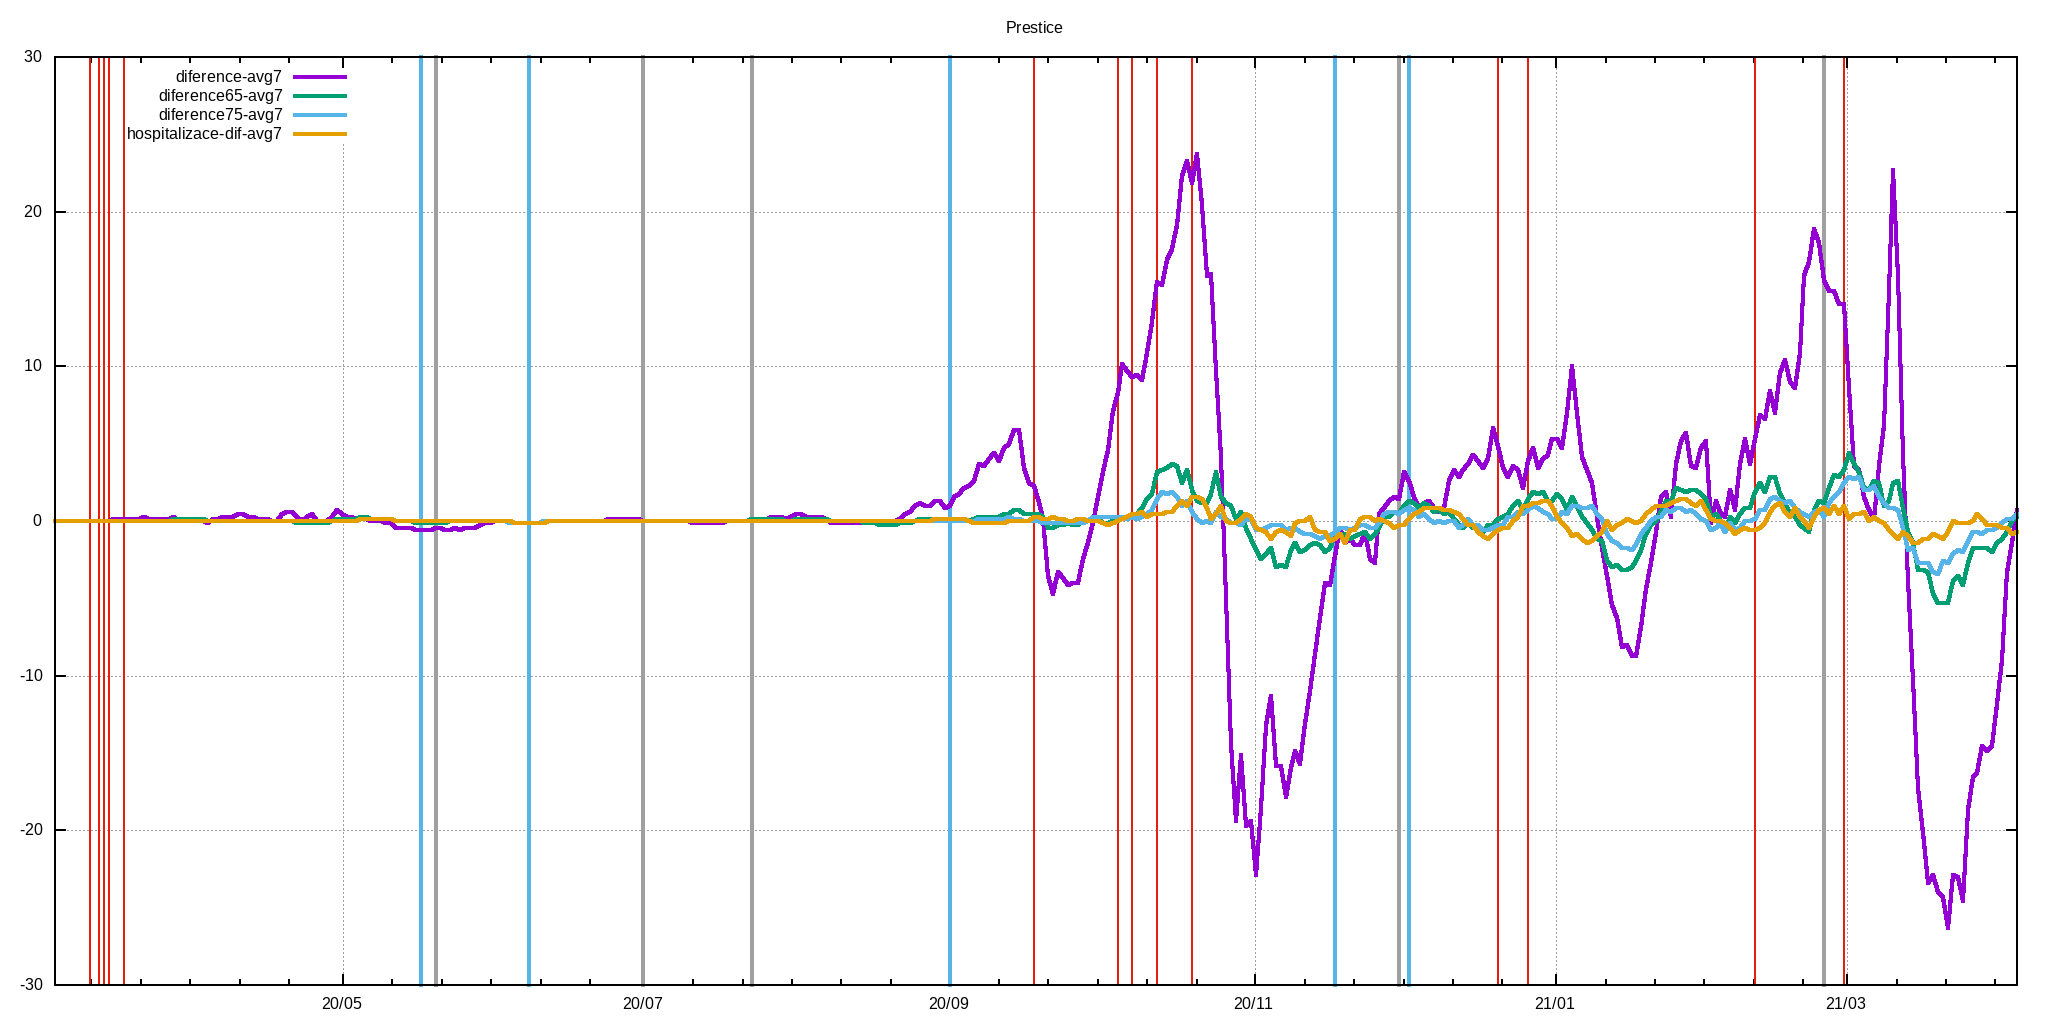 Prestice
30
diference-avg7
diference65-avg7
diference75-avg7
hospitalizace-dif-avg7
20
10
0
-10
-20
-30
20/05
20/07
20/09
20/11
21/01
21/03